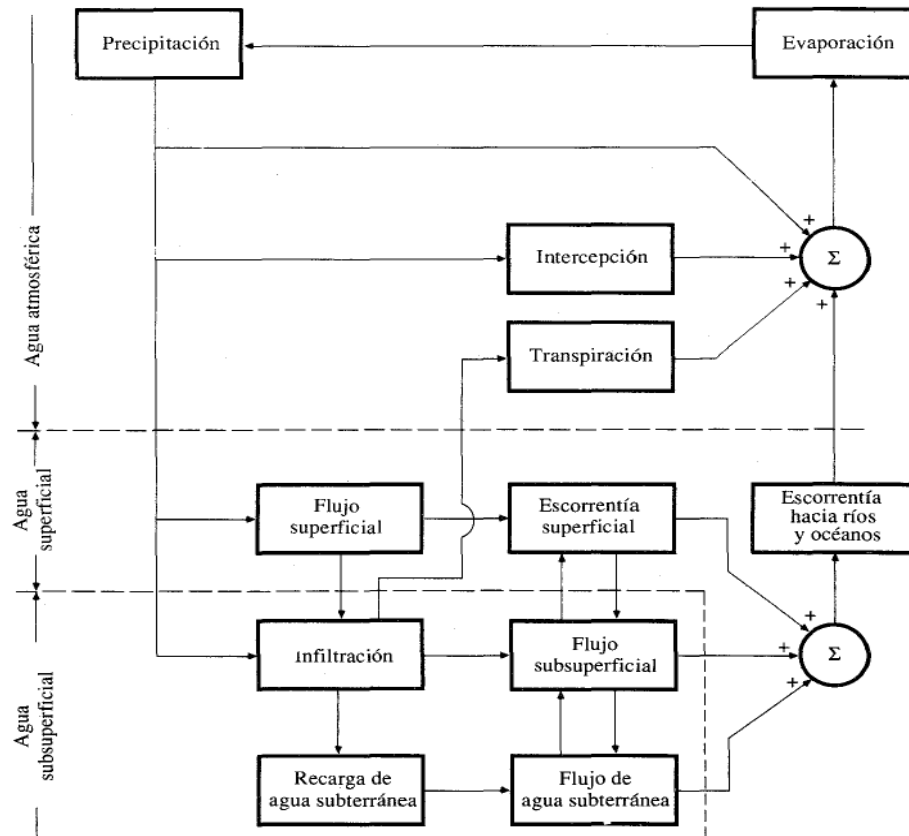 Precipitación
Evaporación
Agua atmosférica
+
Intercepción
+
Σ
+
+
Transpiración
Agua
superficial
Flujo
superficial
Escorrentía
superficial
Escorrentía
hacia ríos
y océanos
Agua
subsuperficial
Infiltración
Flujo
subsuperficial
+
+
Σ
+
Recarga de
agua subterránea
Flujo de
agua subterránea